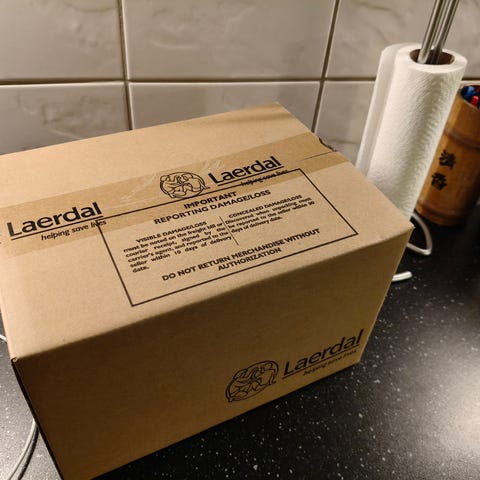 Laerdal
helping save lives
Laerdal
helping save lives
IMPORTANT
REPORTING DAMAGE/LOSS
VISIBLE DAMAGE/LOSS
must be noted on the freight bill or
courier receipt, signed by the
carrier's agent, and reported to the
seller within 10 days of delivery
date.
CONCEALED DAMAGE/LOSS
Discovered when unpacking must
be reported to the seller within
days of delivery date.
DO NOT RETURN MERCHANDISE WITHOUT
AUTHORIZATION
Laerdal
helping save lives